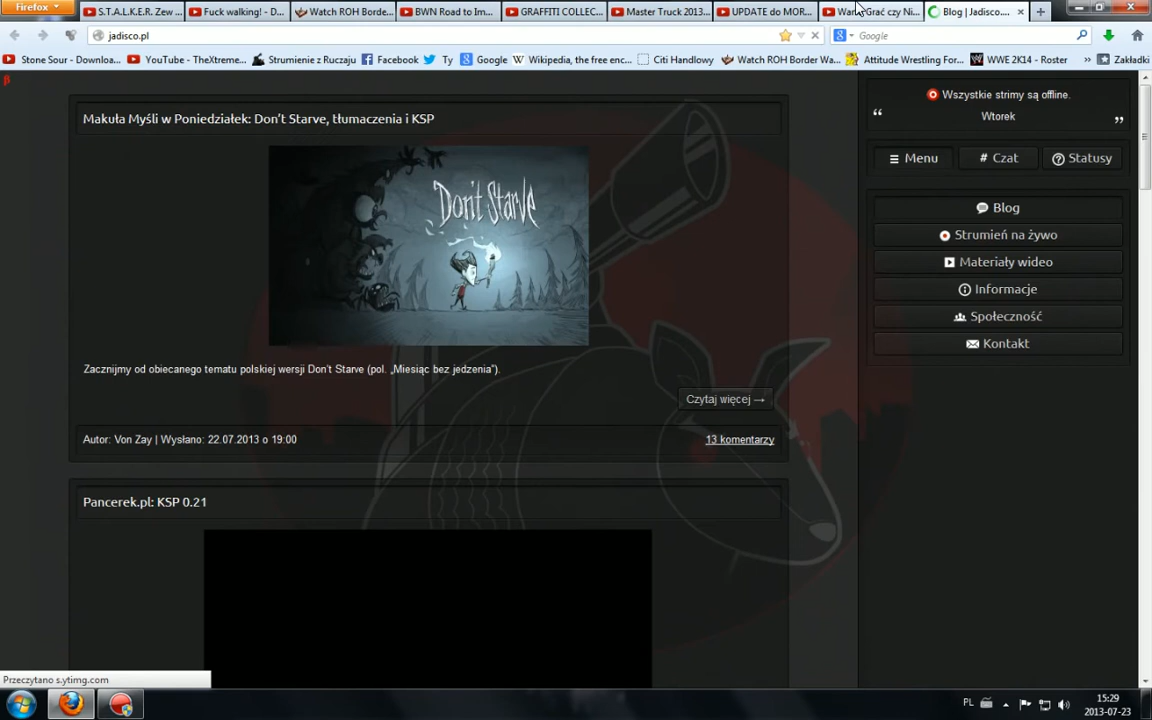 Firefox
S.T.A.L.K.E.R. Zew ...
Fuck walking! - D...
Watch ROH Borde...
BWN Road to Im...
GRAFFITI COLLEC...
Master Truck 2013...
UPDATE do MOR...
Grać czy Ni...
Blog | Jadisco....
jadisco.pl
Google
Stone Sour - Downloa...
YouTube - TheXtreme...
Strumienie z Ruczaju
Facebook
Ty
Google
Wikipedia, the free enc...
Citi Handlowy
Watch ROH Border Wa...
Attitude Wrestling For...
WWE 2K14 - Roster
»
Zakładki
β
Makuła Myśli w Poniedziałek: Don't Starve, tłumaczenia i KSP
Don't Starve
Zacznijmy od obiecanego tematu polskiej wersji Don't Starve (pol. „Miesiąc bez jedzenia").
Czytaj więcej →
Autor: Von Zay | Wysłano: 22.07.2013 o 19:00
13 komentarzy
Pancerek.pl: KSP 0.21
Wszystkie strimy są offline.
“ Wtorek ”
Menu
# Czat
Statusy
Blog
Strumień na żywo
Materiały wideo
Informacje
Społeczność
Kontakt
Przeczytano s.ytimg.com
PL
15:29
2013-07-23